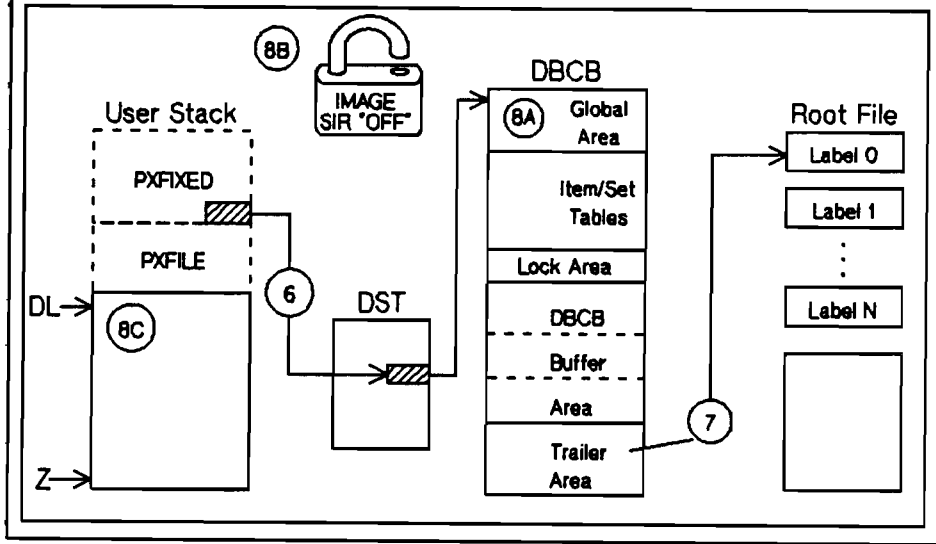 8B
IMAGE
SIR "OFF"
User Stack
PXFIXED
PXFILE
DL
8C
Z
6
DST
DBCB
8A
Global
Area
Item/Set
Tables
Lock Area
DBCB
Buffer
Area
Trailer
Area
7
Root File
Label 0
Label 1
Label N